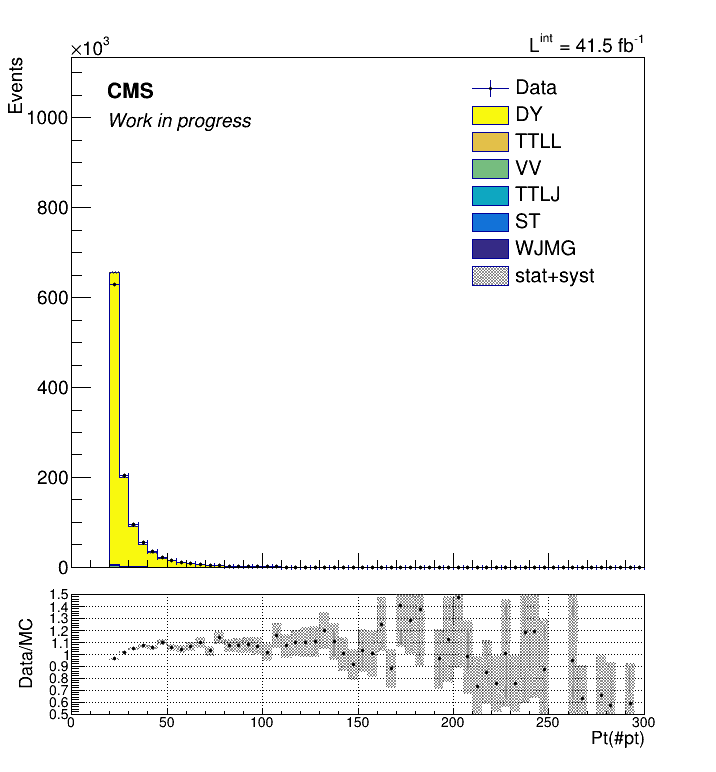 ×10³
L^int = 41.5 fb⁻¹
Events
CMS
Work in progress
Data
DY
TTLL
VV
TTLJ
ST
WJMG
stat+syst
1000
800
600
400
200
0
Data/MC
1.5
1.4
1.3
1.2
1.1
1
0.9
0.8
0.7
0.6
0.5
0 50 100 150 200 250 300
Pt(#pt)